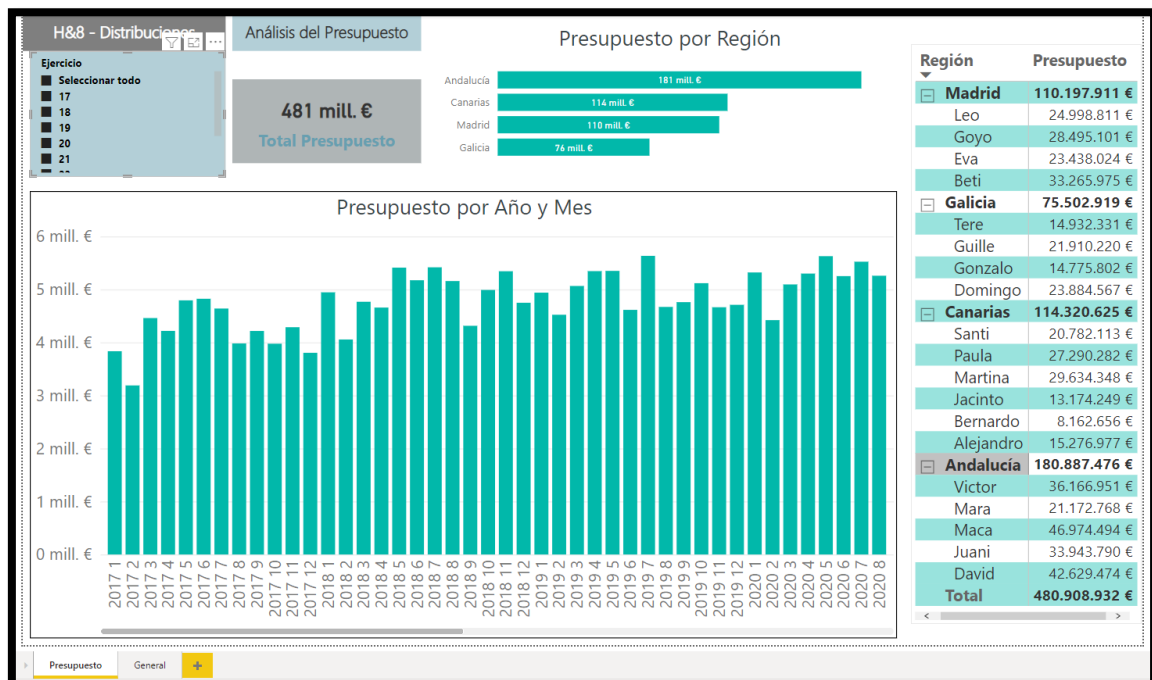 H&8 - Distribuciones
Análisis del Presupuesto
Ejercicio
Seleccionar todo
17
18
19
20
21
481 mill. €
Total Presupuesto
Presupuesto por Región
Andalucía 181 mill. €
Canarias 114 mill. €
Madrid 110 mill. €
Galicia 76 mill. €
Presupuesto por Año y Mes
6 mill. €
5 mill. €
4 mill. €
3 mill. €
2 mill. €
1 mill. €
0 mill. €
2017 1
2017 2
2017 3
2017 4
2017 5
2017 6
2017 7
2017 8
2017 9
2017 10
2017 11
2017 12
2018 1
2018 2
2018 3
2018 4
2018 5
2018 6
2018 7
2018 8
2018 9
2018 10
2018 11
2018 12
2019 1
2019 2
2019 3
2019 4
2019 5
2019 6
2019 7
2019 8
2019 9
2019 10
2019 11
2019 12
2020 1
2020 2
2020 3
2020 4
2020 5
2020 6
2020 7
2020 8
Región Presupuesto
Madrid 110.197.911 €
Leo 24.998.811 €
Goyo 28.495.101 €
Eva 23.438.024 €
Beti 33.265.975 €
Galicia 75.502.919 €
Tere 14.932.331 €
Guille 21.910.220 €
Gonzalo 14.775.802 €
Domingo 23.884.567 €
Canarias 114.320.625 €
Santi 20.782.113 €
Paula 27.290.282 €
Martina 29.634.348 €
Jacinto 13.174.249 €
Bernardo 8.162.656 €
Alejandro 15.276.977 €
Andalucía 180.887.476 €
Victor 36.166.951 €
Mara 21.172.768 €
Maca 46.974.494 €
Juani 33.943.790 €
David 42.629.474 €
Total 480.908.932 €
Presupuesto
General
+